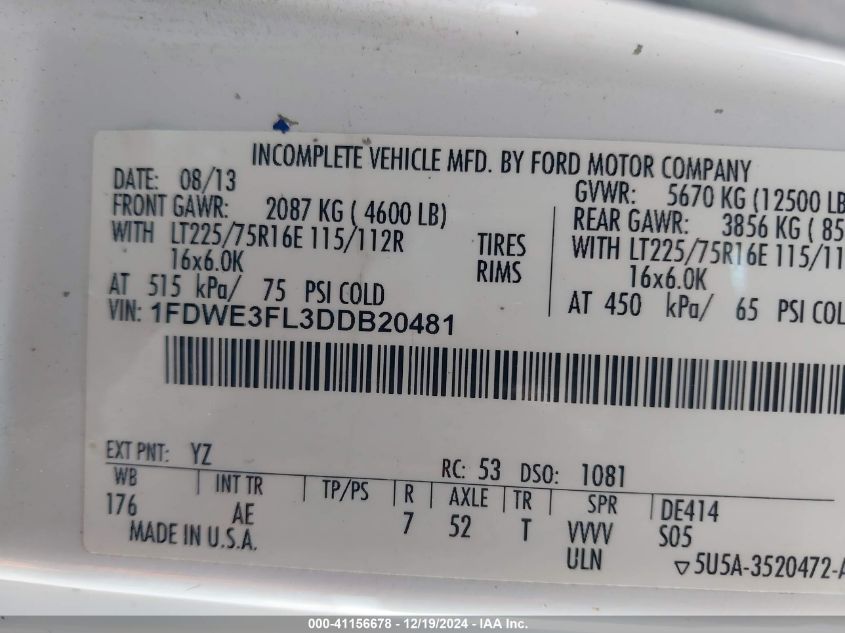 INCOMPLETE VEHICLE MFD. BY FORD MOTOR COMPANY
DATE: 08/13 GVWR: 5670 KG (12500 LB
FRONT GAWR: 2087 KG ( 4600 LB) REAR GAWR: 3856 KG ( 85
WITH LT225/75R16E 115/112R TIRES WITH LT225/75R16E 115/11
16x6.0K RIMS 16x6.0K
AT 515 kPa/ 75 PSI COLD AT 450 kPa/ 65 PSI COL
VIN: 1FDWE3FL3DDB20481
EXT PNT: YZ RC: 53 DSO: 1081
WB INT TR TP/PS R AXLE TR SPR DE414
176 AE 7 52 T VVVV S05
MADE IN U.S.A. ULN ▽5U5A-3520472-A
000-41156678 - 12/19/2024 - IAA Inc.